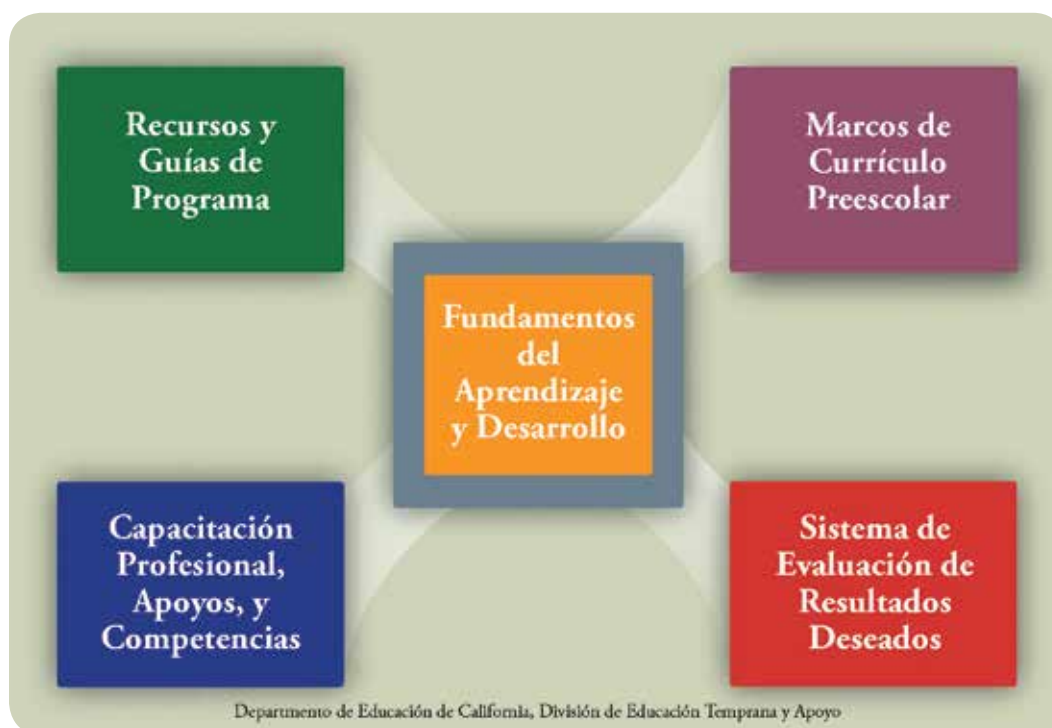 Recursos y
Guías de
Programa
Marcos de
Currículo
Preescolar
Fundamentos
del
Aprendizaje
y Desarrollo
Capacitación
Profesional,
Apoyos, y
Competencias
Sistema de
Evaluación de
Resultados
Deseados
Departmento de Educación de California, División de Educación Temprana y Apoyo